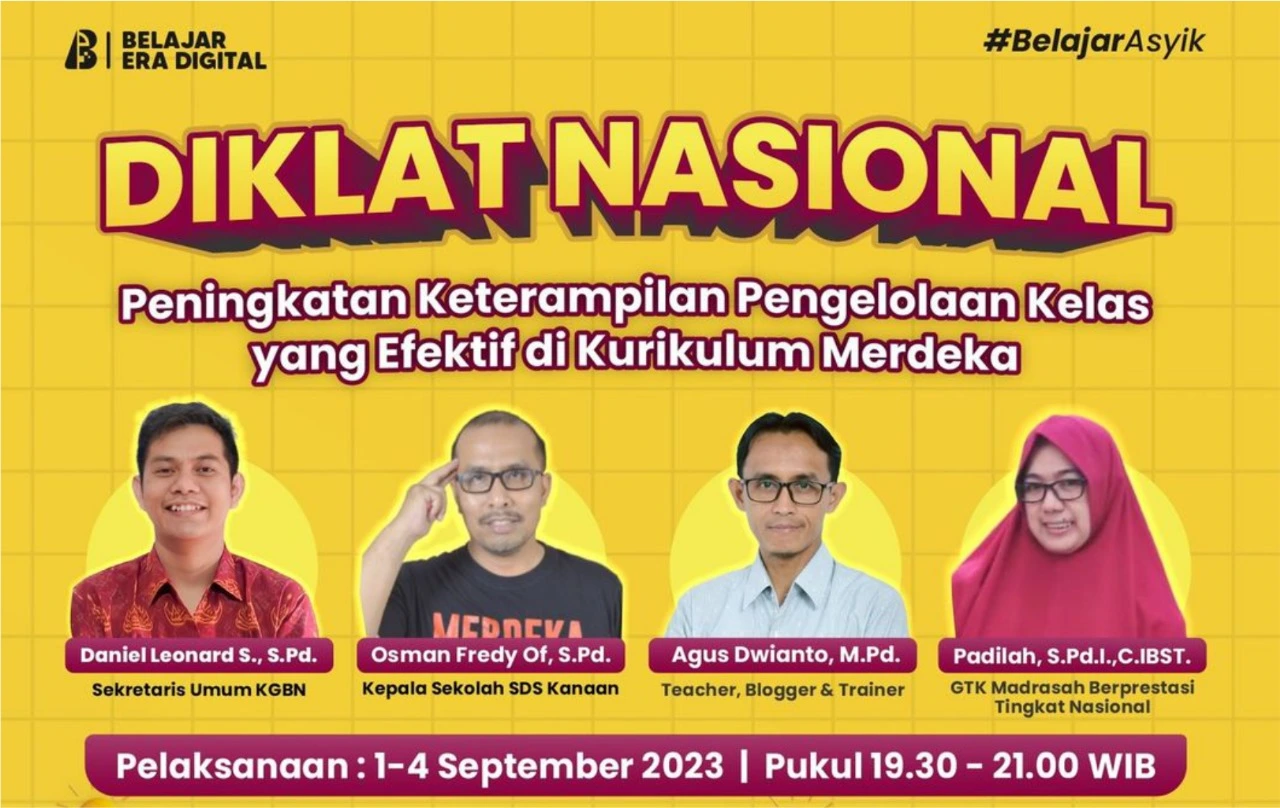 BELAJAR
ERA DIGITAL
#BelajarAsyik
DIKLAT NASIONAL
Peningkatan Keterampilan Pengelolaan Kelas
yang Efektif di Kurikulum Merdeka
MERDEKA
Daniel Leonard S., S.Pd.
Sekretaris Umum KGBN
Osman Fredy Of, S.Pd.
Kepala Sekolah SDS Kanaan
Agus Dwianto, M.Pd.
Teacher, Blogger & Trainer
Padilah, S.Pd.I.,C.IBST.
GTK Madrasah Berprestasi
Tingkat Nasional
Pelaksanaan : 1-4 September 2023 | Pukul 19.30 - 21.00 WIB